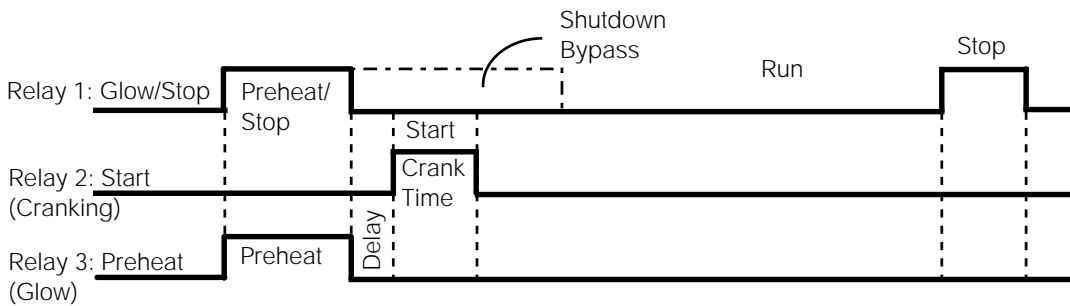 Shutdown
Bypass
Stop
Run
Relay 1: Glow/Stop
Preheat/
Stop
Start
Relay 2: Start
(Cranking)
Crank
Time
Delay
Relay 3: Preheat
(Glow)
Preheat